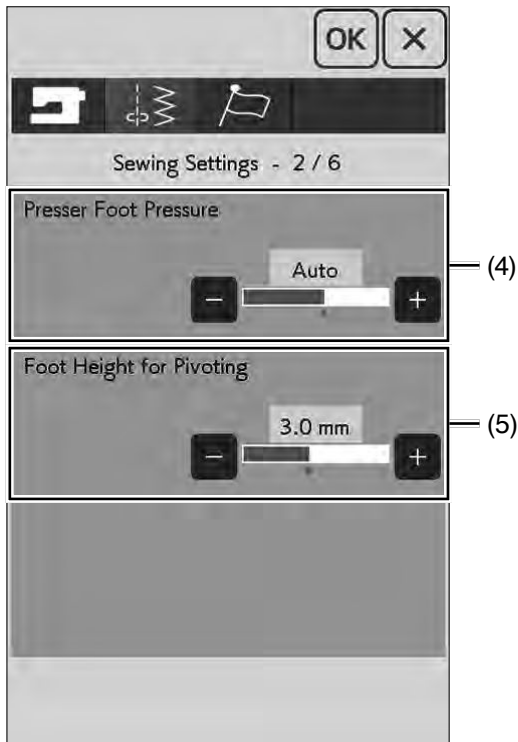 OK ×
Sewing Settings - 2 / 6
Presser Foot Pressure
Auto
− +
(4)
Foot Height for Pivoting
3.0 mm
− +
(5)